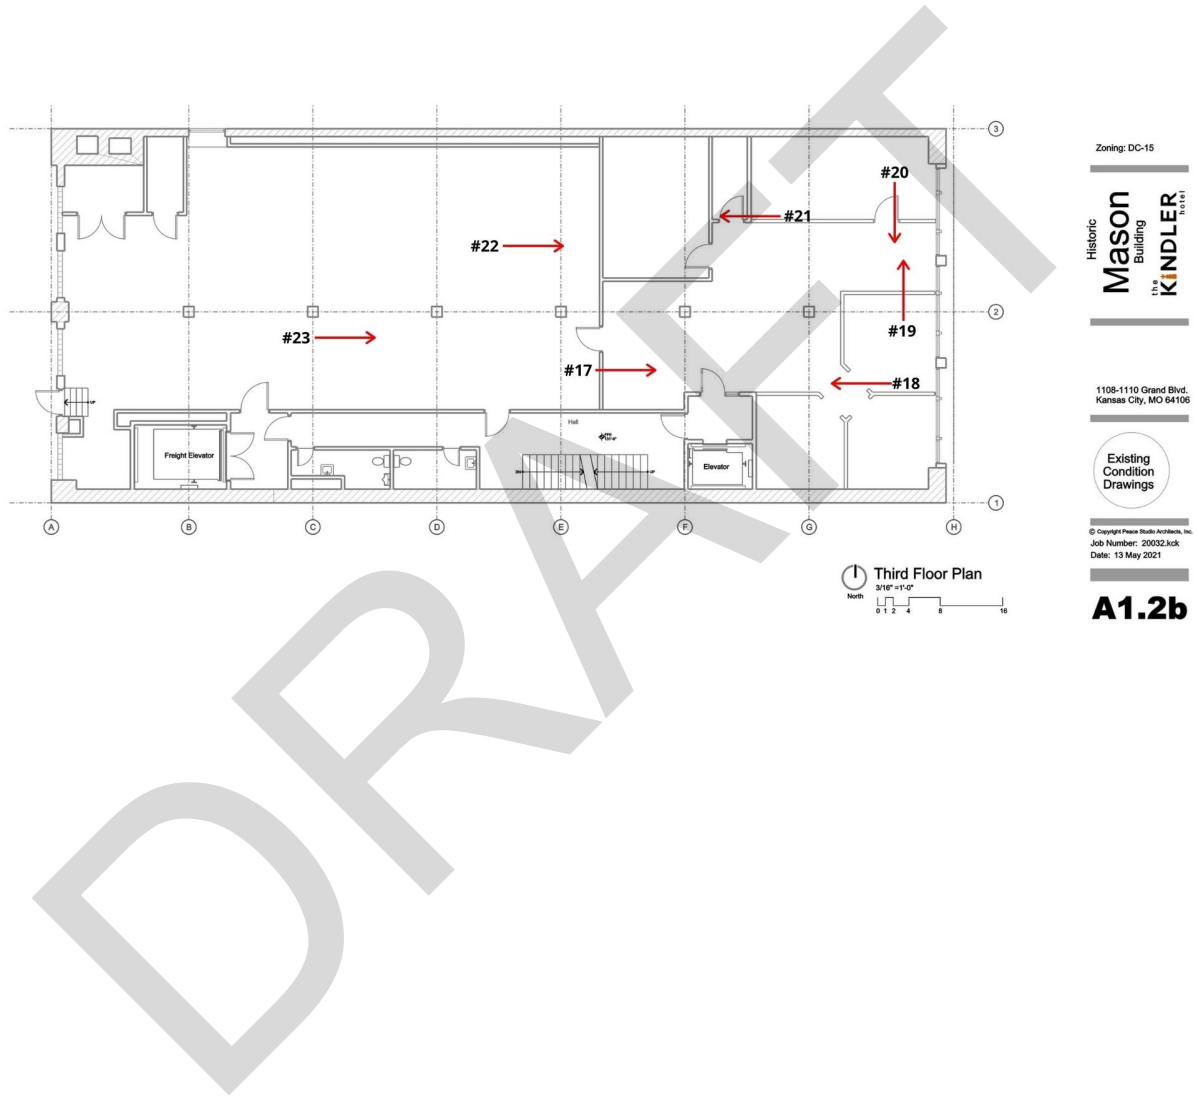 3
Zoning: DC-15
#20
#21
#22
Historic
Mason
Building
the
KiNDLER
hotel
2
#19
#23
#17
#18
1108-1110 Grand Blvd.
Kansas City, MO 64106
UP
Hall
Freight Elevator
Elevator
DN
UP
Existing
Condition
Drawings
1
A B C D E F G H
© Copyright Peace Studio Architects, Inc.
Job Number: 20032.kck
Date: 13 May 2021
North
Third Floor Plan
3/16" =1'-0"
0 1 2 4 8 16
A1.2b
DRAFT